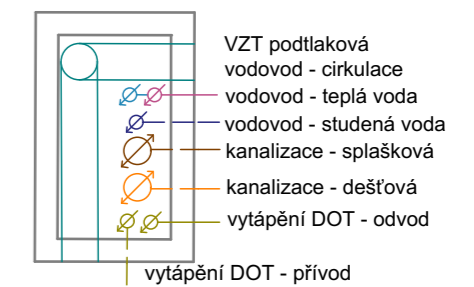 VZT podtlaková
vodovod - cirkulace
vodovod - teplá voda
vodovod - studená voda
kanalizace - splašková
kanalizace - dešťová
vytápění DOT - odvod
vytápění DOT - přívod